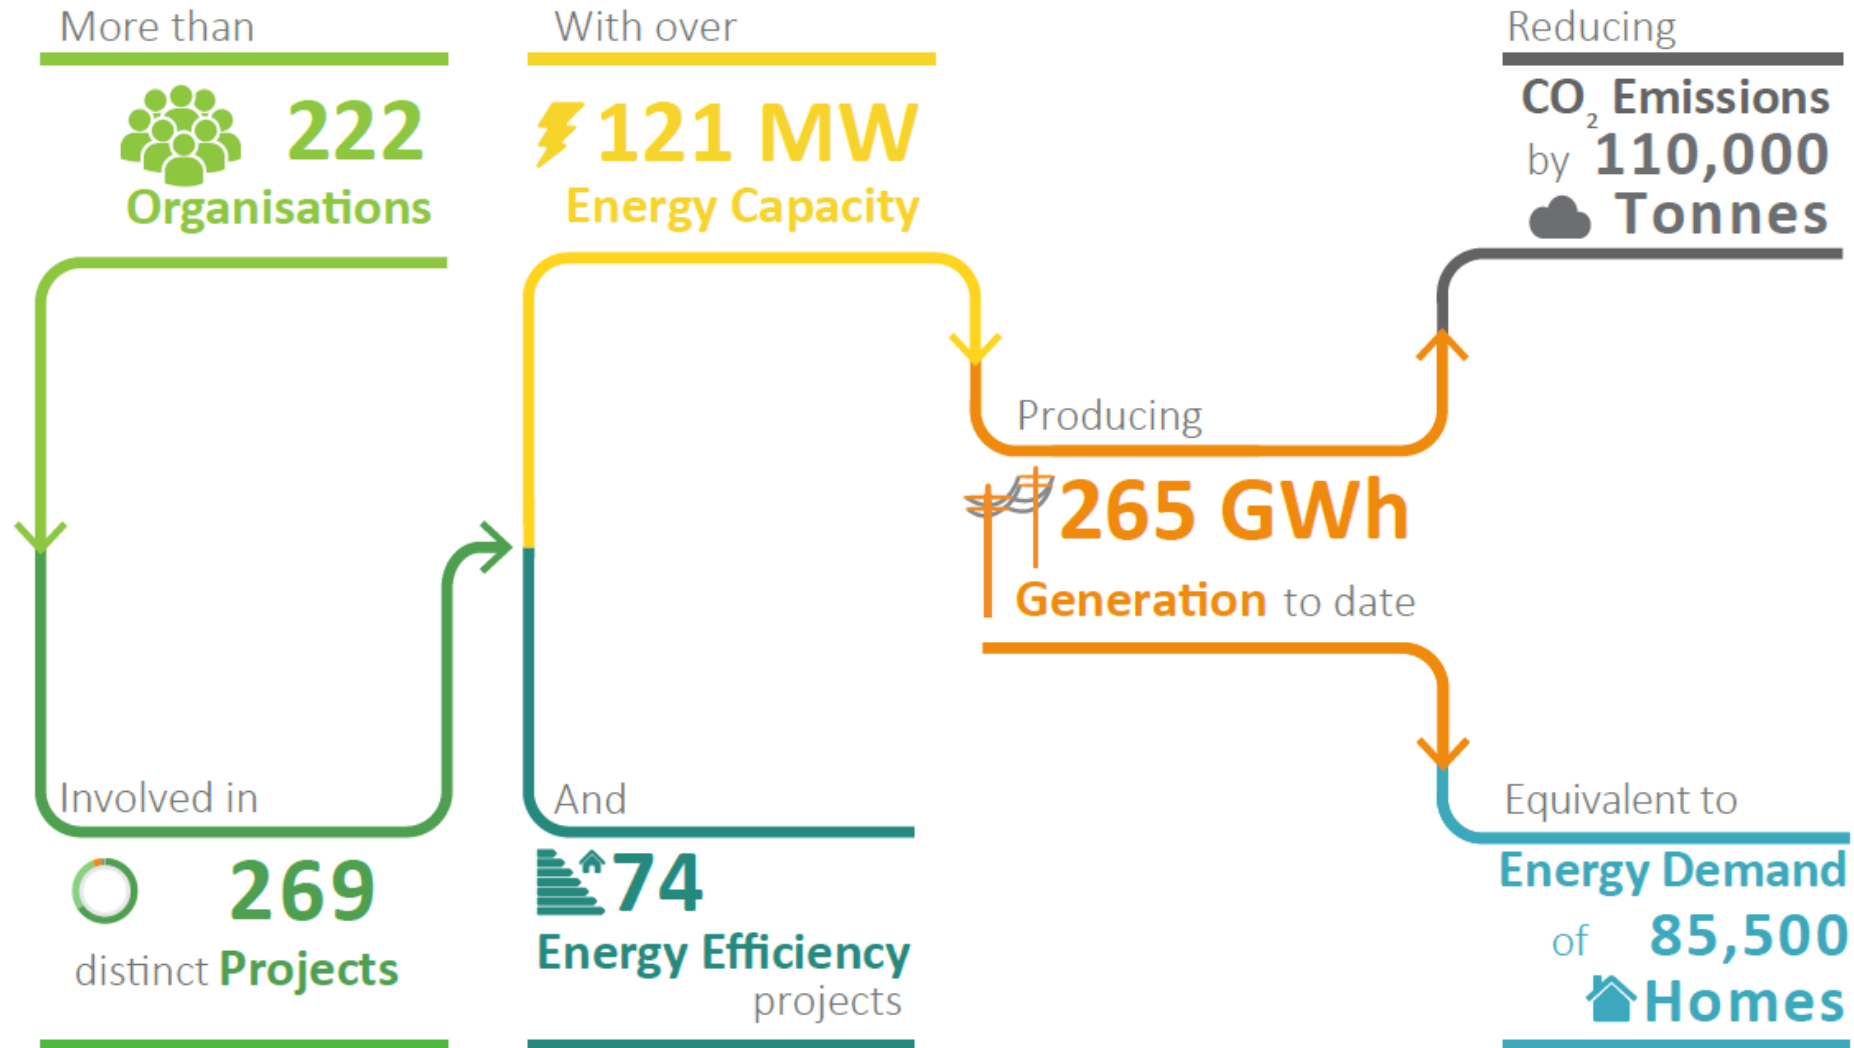 More than
222
Organisations
Involved in
269
distinct Projects
With over
121 MW
Energy Capacity
And
74
Energy Efficiency
projects
Producing
265 GWh
Generation to date
Reducing
CO₂ Emissions
by 110,000
Tonnes
Equivalent to
Energy Demand
of 85,500
Homes